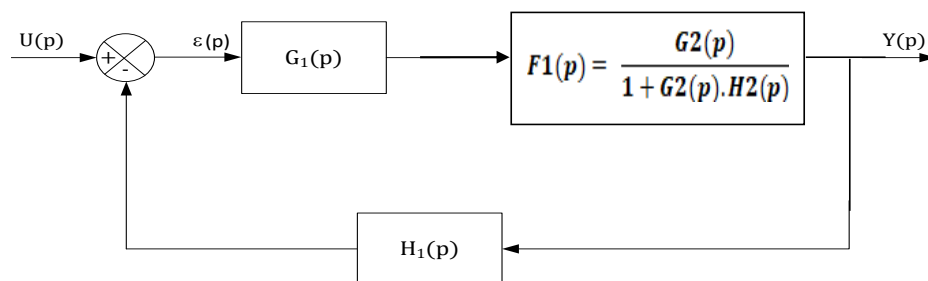 U(p)
+
-
ε(p)
G₁(p)
F1(p) = G2(p) / 1 + G2(p).H2(p)
Y(p)
H₁(p)